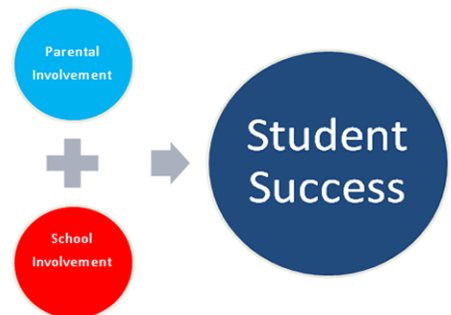 Parental
Involvement
School
Involvement
Student
Success